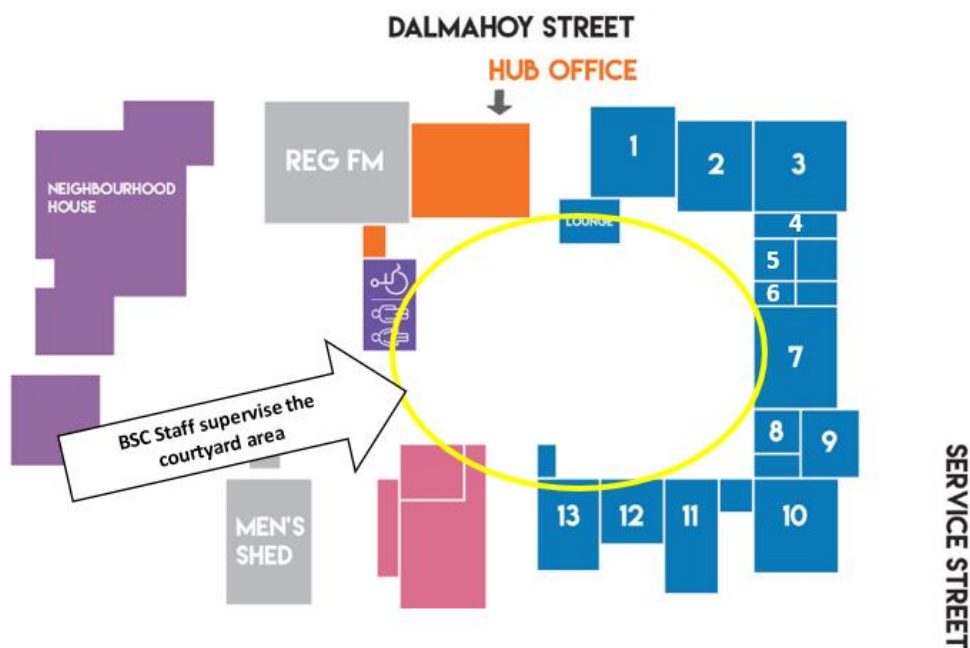 DALMAHOY STREET
HUB OFFICE
REG FM
NEIGHBOURHOOD
HOUSE
1
2
3
LOUNGE
4
5
6
7
BSC Staff supervise the
courtyard area
8
9
MEN'S
SHED
13
12
11
10
SERVICE STREET